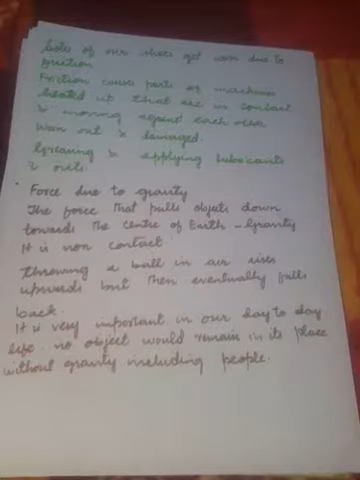 Soles of our shoes get worn due to
friction
Friction cause parts of machines
heated up that are in contact
& moving against each other
Worn out & damaged.
Greasing & applying lubricants
& oils.
Force due to gravity
The force that pulls objects down
towards the centre of Earth - Gravity
It is non contact
Throwing a ball in air rises
upwards but then eventually falls
back.
It is very important in our day to day
life. no object would remain in its place
without gravity including people.